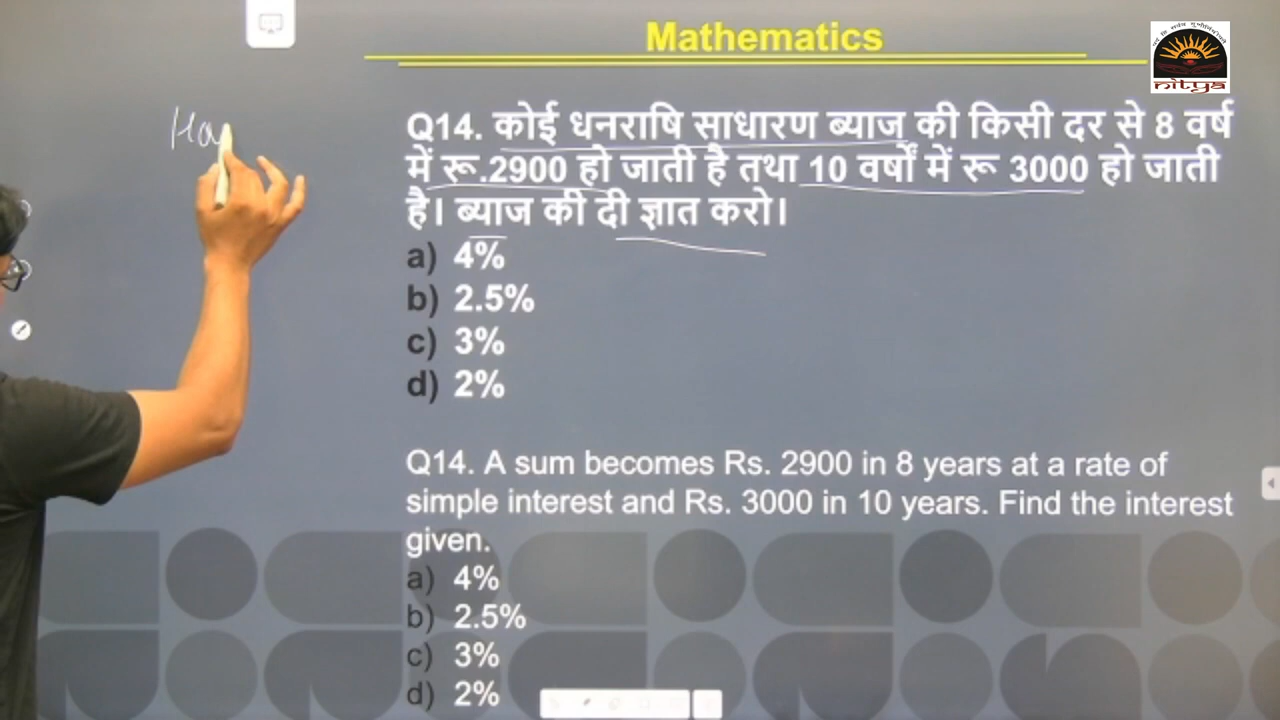 Mathematics
nitya
Ha
Q14. कोई धनराषि साधारण ब्याज की किसी दर से 8 वर्ष
में रू.2900 हो जाती है तथा 10 वर्षों में रू 3000 हो जाती
है। ब्याज की दी ज्ञात करो।
a) 4%
b) 2.5%
c) 3%
d) 2%
Q14. A sum becomes Rs. 2900 in 8 years at a rate of
simple interest and Rs. 3000 in 10 years. Find the interest
given.
a) 4%
b) 2.5%
c) 3%
d) 2%